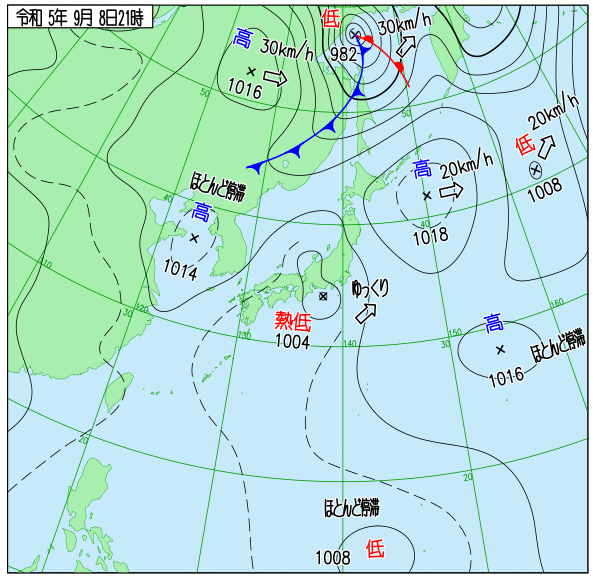 令和 5年 9月 8日21時
低
982
30km/h
高
30km/h
1016
50
50
20km/h
低
1008
高
20km/h
1018
ほとんど停滞
高
1014
40
40
熱低
1004
ゆっくり
110
30
120
130
140
150
30
160
高
ほとんど停滞
1016
20
20
ほとんど停滞
1008
低